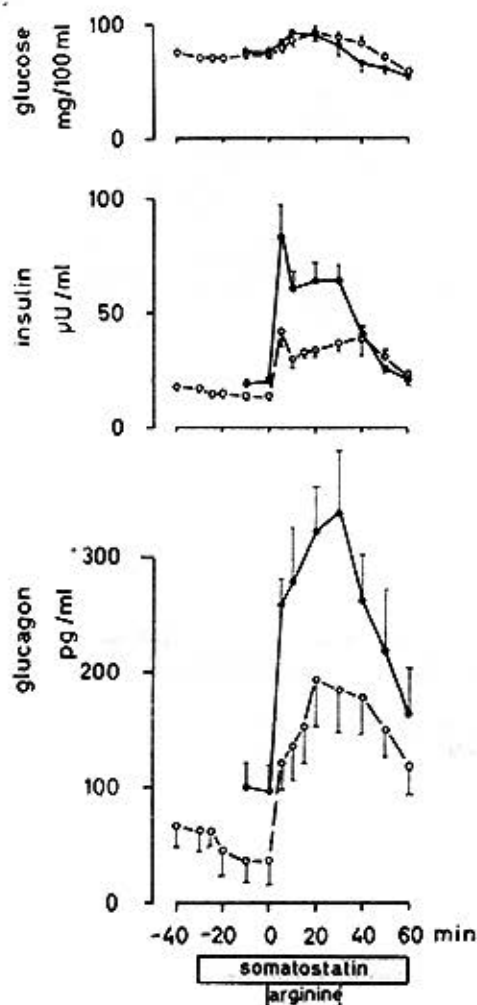 glucose
mg/100 ml
100
0
insulin
µU/ml
100
50
0
glucagon
pg/ml
300
200
100
0
-40 -20 0 20 40 60 min
somatostatin
arginine